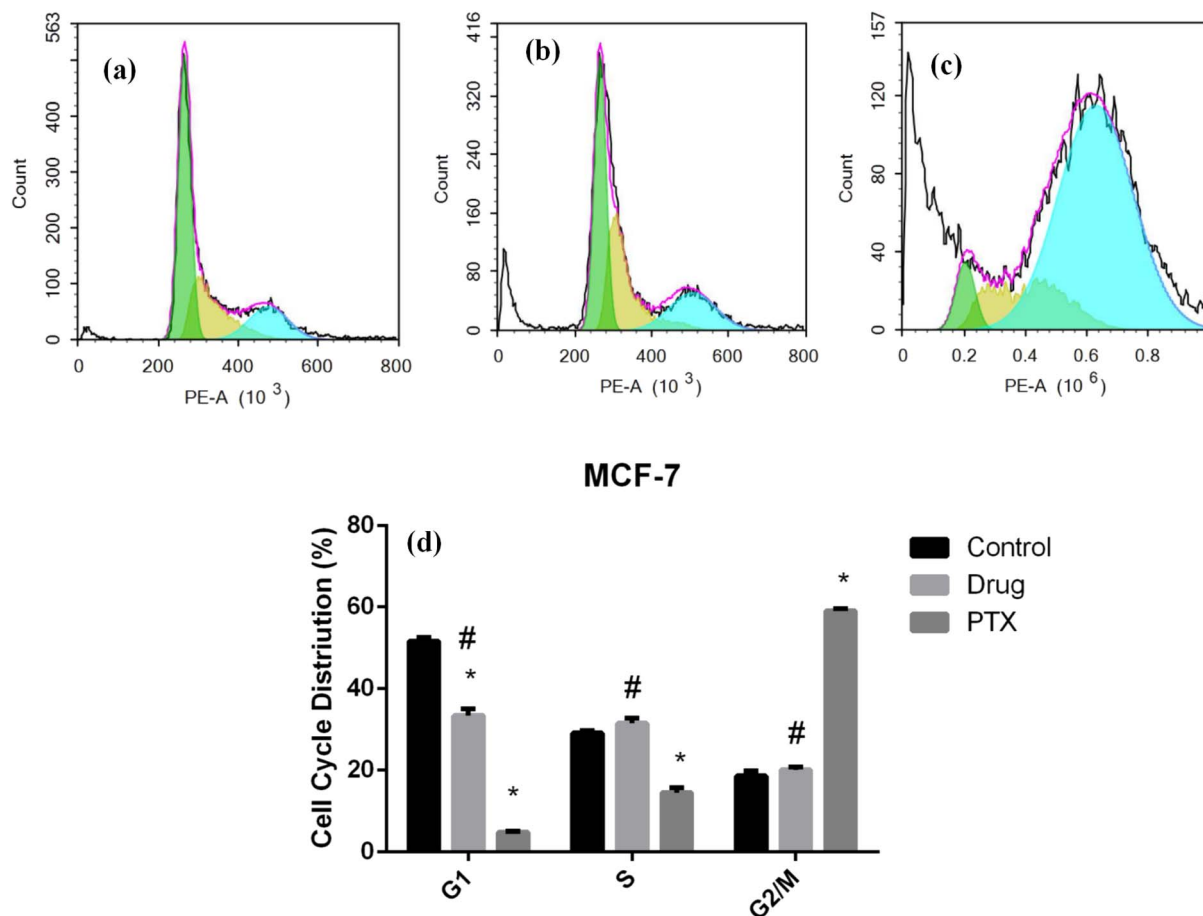 563
400
300
200
100
0
Count
(a)
0 200 400 600 800
PE-A (10 3)
416
320
240
160
80
0
Count
(b)
0 200 400 600 800
PE-A (10 3)
157
120
80
40
0
Count
(c)
0 0.2 0.4 0.6 0.8
PE-A (10 6)
MCF-7
(d)
Cell Cycle Distriution (%)
80
60
40
20
0
#
*
*
#
*
#
*
G1 S G2/M
Control
Drug
PTX